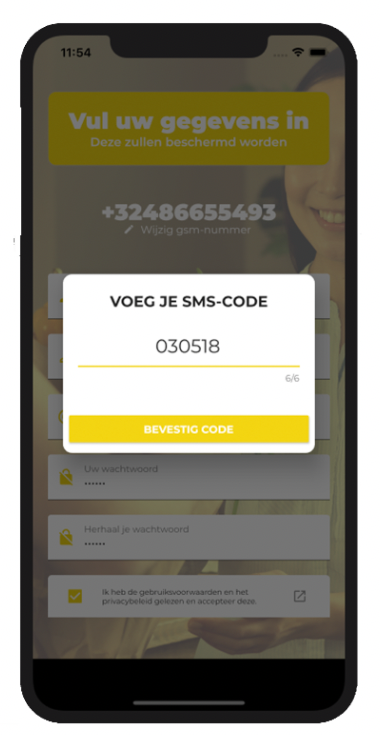 11:54
Vul uw gegevens in
Deze zullen beschermd worden
+32486655493
Wijzig gsm-nummer
VOEG JE SMS-CODE
030518
6/6
BEVESTIG CODE
Uw wachtwoord
••••••
Herhaal je wachtwoord
••••••
Ik heb de gebruiksvoorwaarden en het
privacybeleid gelezen en accepteer deze.